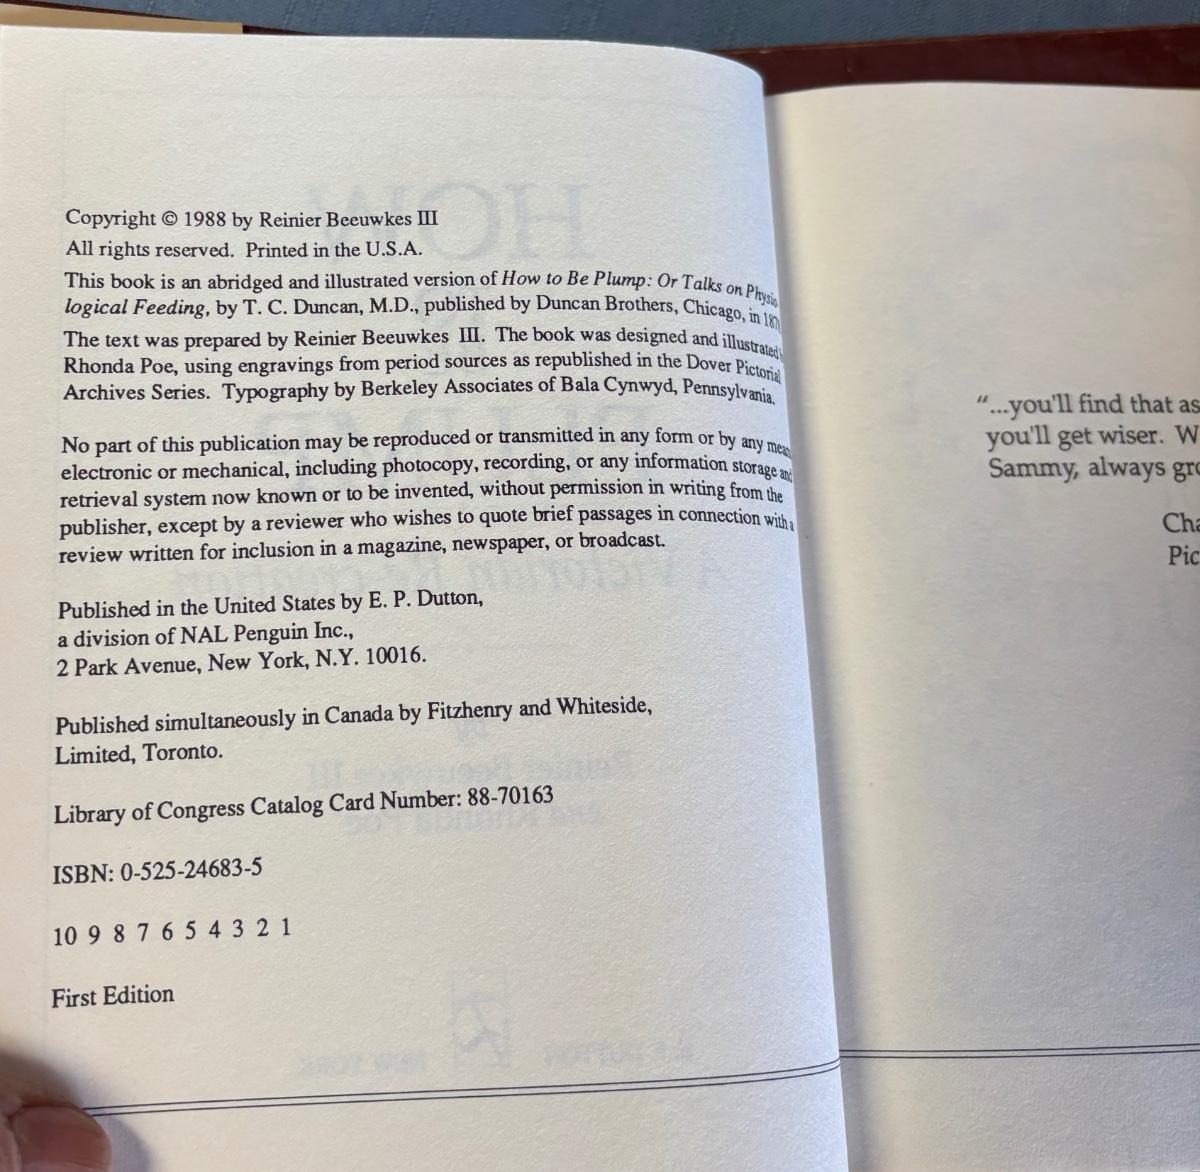 Copyright © 1988 by Reinier Beeuwkes III
All rights reserved. Printed in the U.S.A.
This book is an abridged and illustrated version of How to Be Plump: Or Talks on Physio
logical Feeding, by T. C. Duncan, M.D., published by Duncan Brothers, Chicago, in 187
The text was prepared by Reinier Beeuwkes III. The book was designed and illustrated
Rhonda Poe, using engravings from period sources as republished in the Dover Pictorial
Archives Series. Typography by Berkeley Associates of Bala Cynwyd, Pennsylvania.
No part of this publication may be reproduced or transmitted in any form or by any mean
electronic or mechanical, including photocopy, recording, or any information storage and
retrieval system now known or to be invented, without permission in writing from the
publisher, except by a reviewer who wishes to quote brief passages in connection with a
review written for inclusion in a magazine, newspaper, or broadcast.
Published in the United States by E. P. Dutton,
a division of NAL Penguin Inc.,
2 Park Avenue, New York, N.Y. 10016.
Published simultaneously in Canada by Fitzhenry and Whiteside,
Limited, Toronto.
Library of Congress Catalog Card Number: 88-70163
ISBN: 0-525-24683-5
10 9 8 7 6 5 4 3 2 1
First Edition
“...you'll find that as
you'll get wiser. W
Sammy, always gro
Cha
Pic